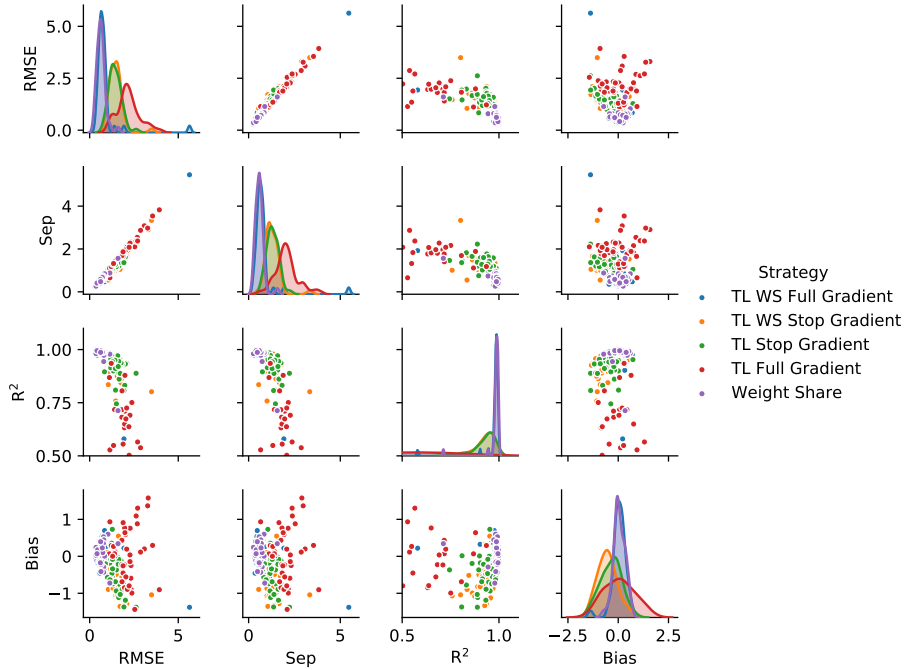 5.0
2.5
0.0
RMSE
4
2
0
Sep
Strategy
TL WS Full Gradient
TL WS Stop Gradient
TL Stop Gradient
TL Full Gradient
Weight Share
1.00
0.75
0.50
R²
1
0
−1
Bias
0 5
0 5
0.5 1.0
−2.5 0.0 2.5
RMSE Sep R² Bias